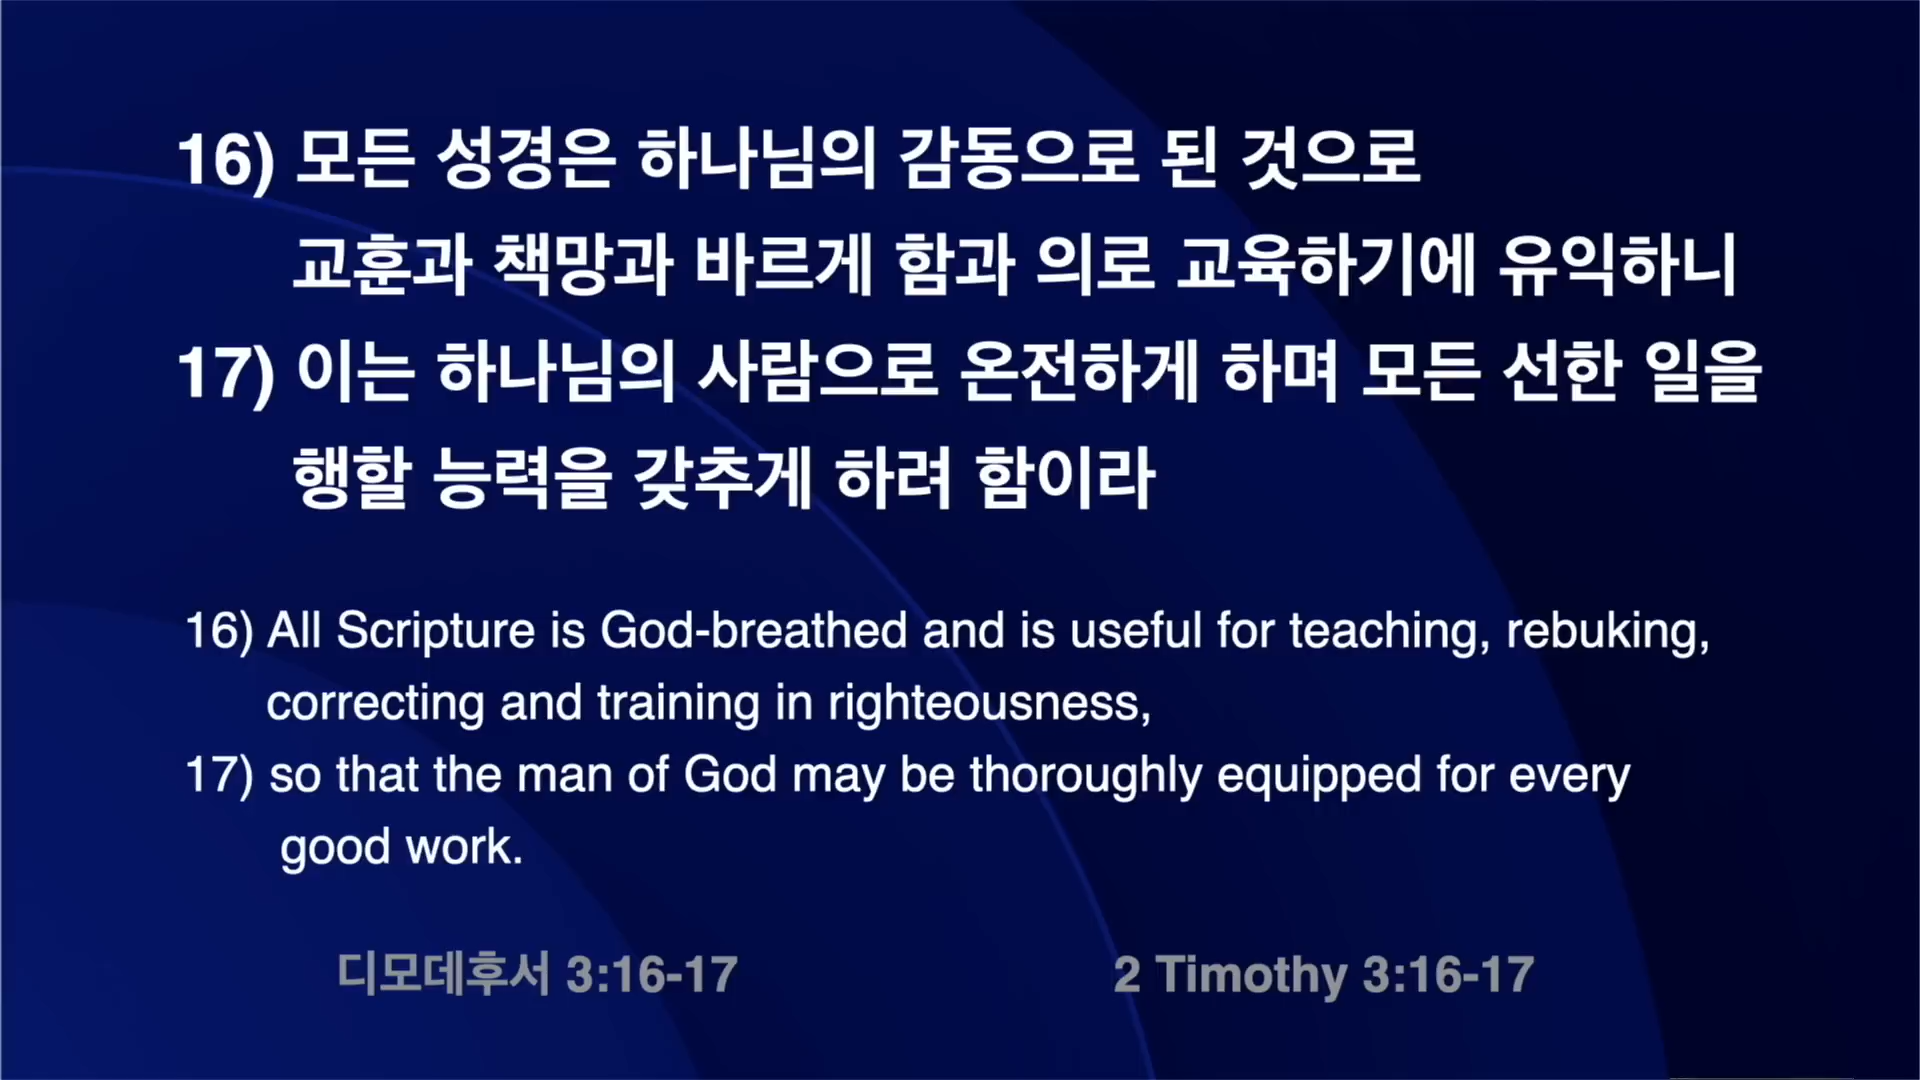 16) 모든 성경은 하나님의 감동으로 된 것으로
교훈과 책망과 바르게 함과 의로 교육하기에 유익하니
17) 이는 하나님의 사람으로 온전하게 하며 모든 선한 일을
행할 능력을 갖추게 하려 함이라
16) All Scripture is God-breathed and is useful for teaching, rebuking,
correcting and training in righteousness,
17) so that the man of God may be thoroughly equipped for every
good work.
디모데후서 3:16-17 2 Timothy 3:16-17